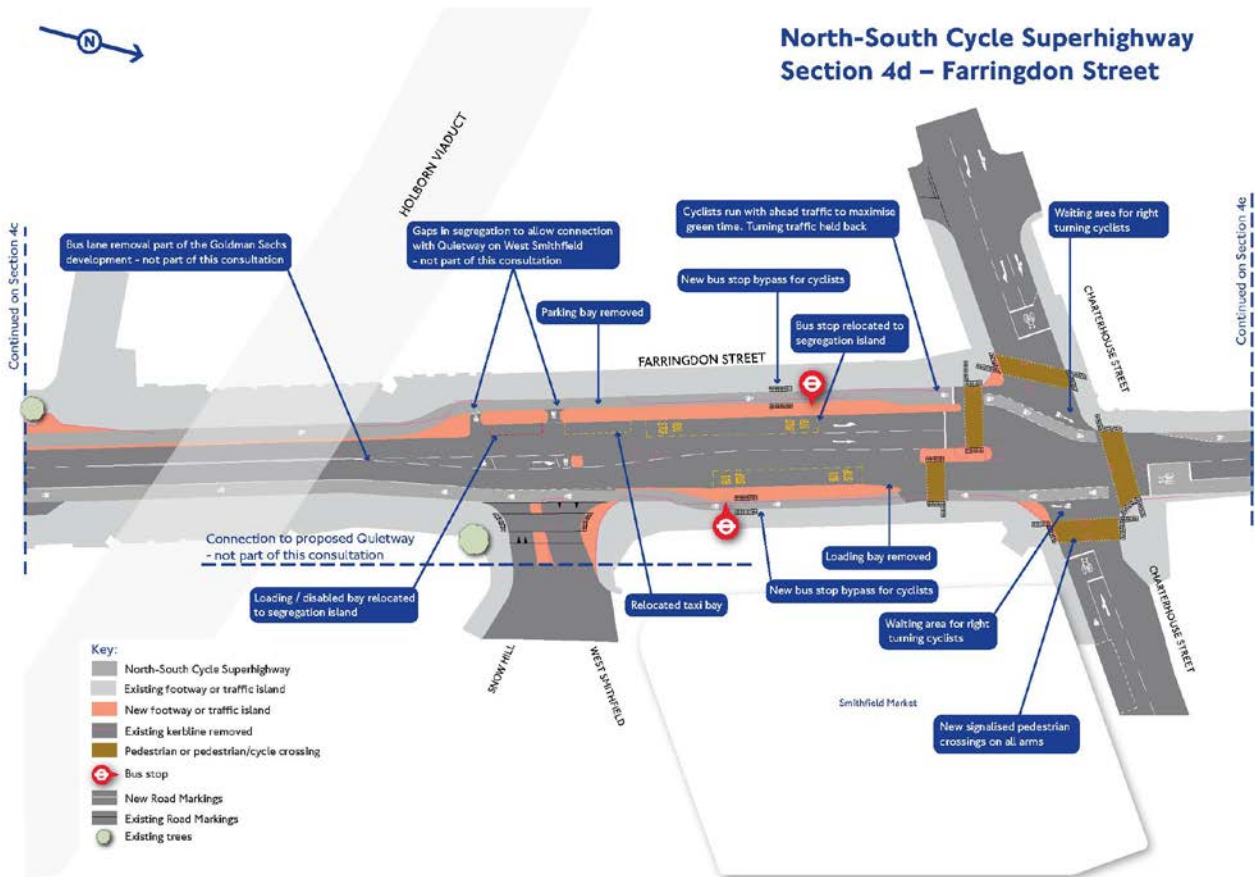 N
North-South Cycle Superhighway
Section 4d – Farringdon Street
HOLBORN VIADUCT
Continued on Section 4c
Continued on Section 4e
Bus lane removal part of the Goldman Sachs
development - not part of this consultation
Gaps in segregation to allow connection
with Quietway on West Smithfield
- not part of this consultation
Cyclists run with ahead traffic to maximise
green time. Turning traffic held back
Waiting area for right
turning cyclists
New bus stop bypass for cyclists
Parking bay removed
Bus stop relocated to
segregation island
FARRINGDON STREET
CHARTERHOUSE STREET
BUS
STOP
BUS
STOP
BUS
STOP
BUS
STOP
Connection to proposed Quietway
- not part of this consultation
Loading bay removed
Loading / disabled bay relocated
to segregation island
Relocated taxi bay
New bus stop bypass for cyclists
Waiting area for right
turning cyclists
CHARTERHOUSE STREET
SNOW HILL
WEST SMITHFIELD
Smithfield Market
New signalised pedestrian
crossings on all arms
Key:
North-South Cycle Superhighway
Existing footway or traffic island
New footway or traffic island
Existing kerbline removed
Pedestrian or pedestrian/cycle crossing
Bus stop
New Road Markings
Existing Road Markings
Existing trees